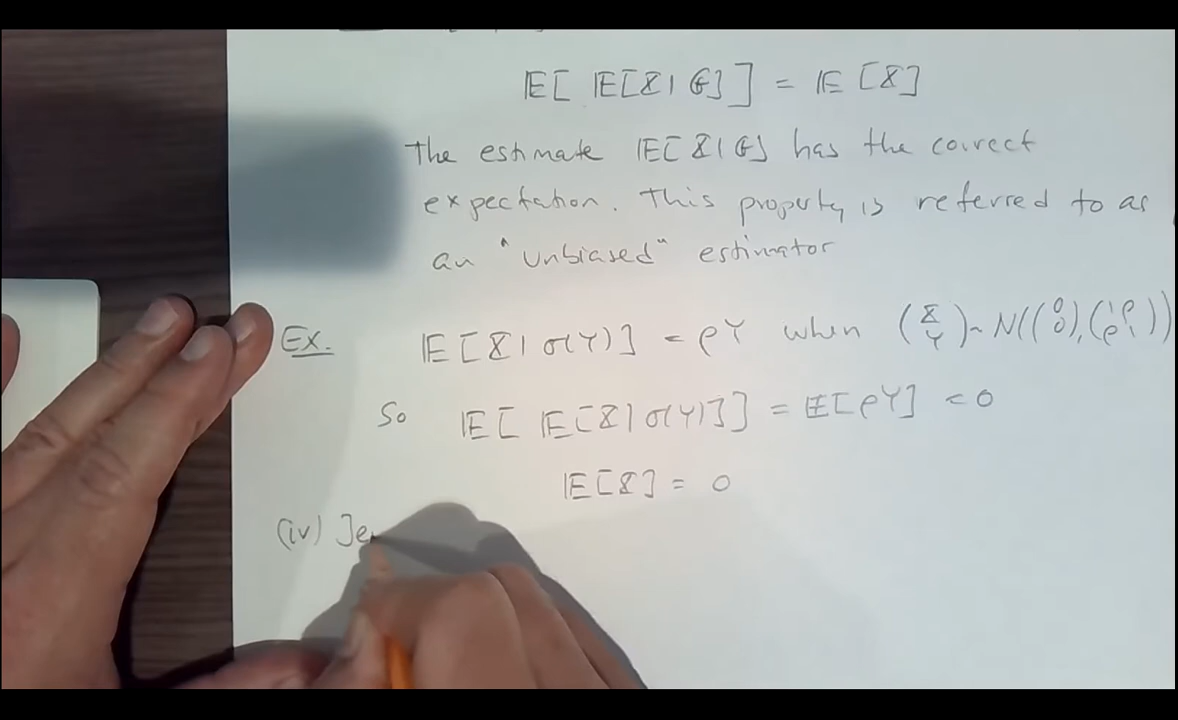 𝔼[ 𝔼[X | G] ] = 𝔼[X]
The estimate 𝔼[X | G] has the correct
expectation. This property is referred to as
an "unbiased" estimator
Ex. 𝔼[X | σ(Y)] = ρY when (X Y) ~ N((0 0), (1 ρ ρ 1))
So 𝔼[ 𝔼[X | σ(Y)] ] = 𝔼[ρY] = 0
𝔼[X] = 0
(iv) Je